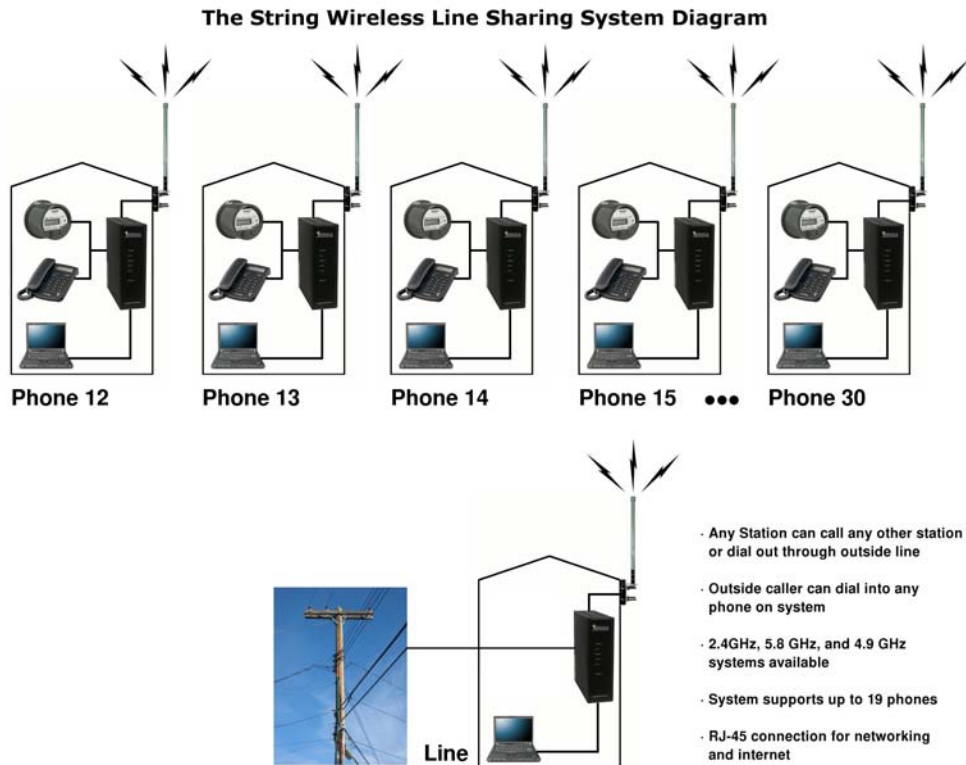 The String Wireless Line Sharing System Diagram
Phone 12
Phone 13
Phone 14
Phone 15 •••
Phone 30
Line
· Any Station can call any other station
or dial out through outside line
· Outside caller can dial into any
phone on system
· 2.4GHz, 5.8 GHz, and 4.9 GHz
systems available
· System supports up to 19 phones
· RJ-45 connection for networking
and internet